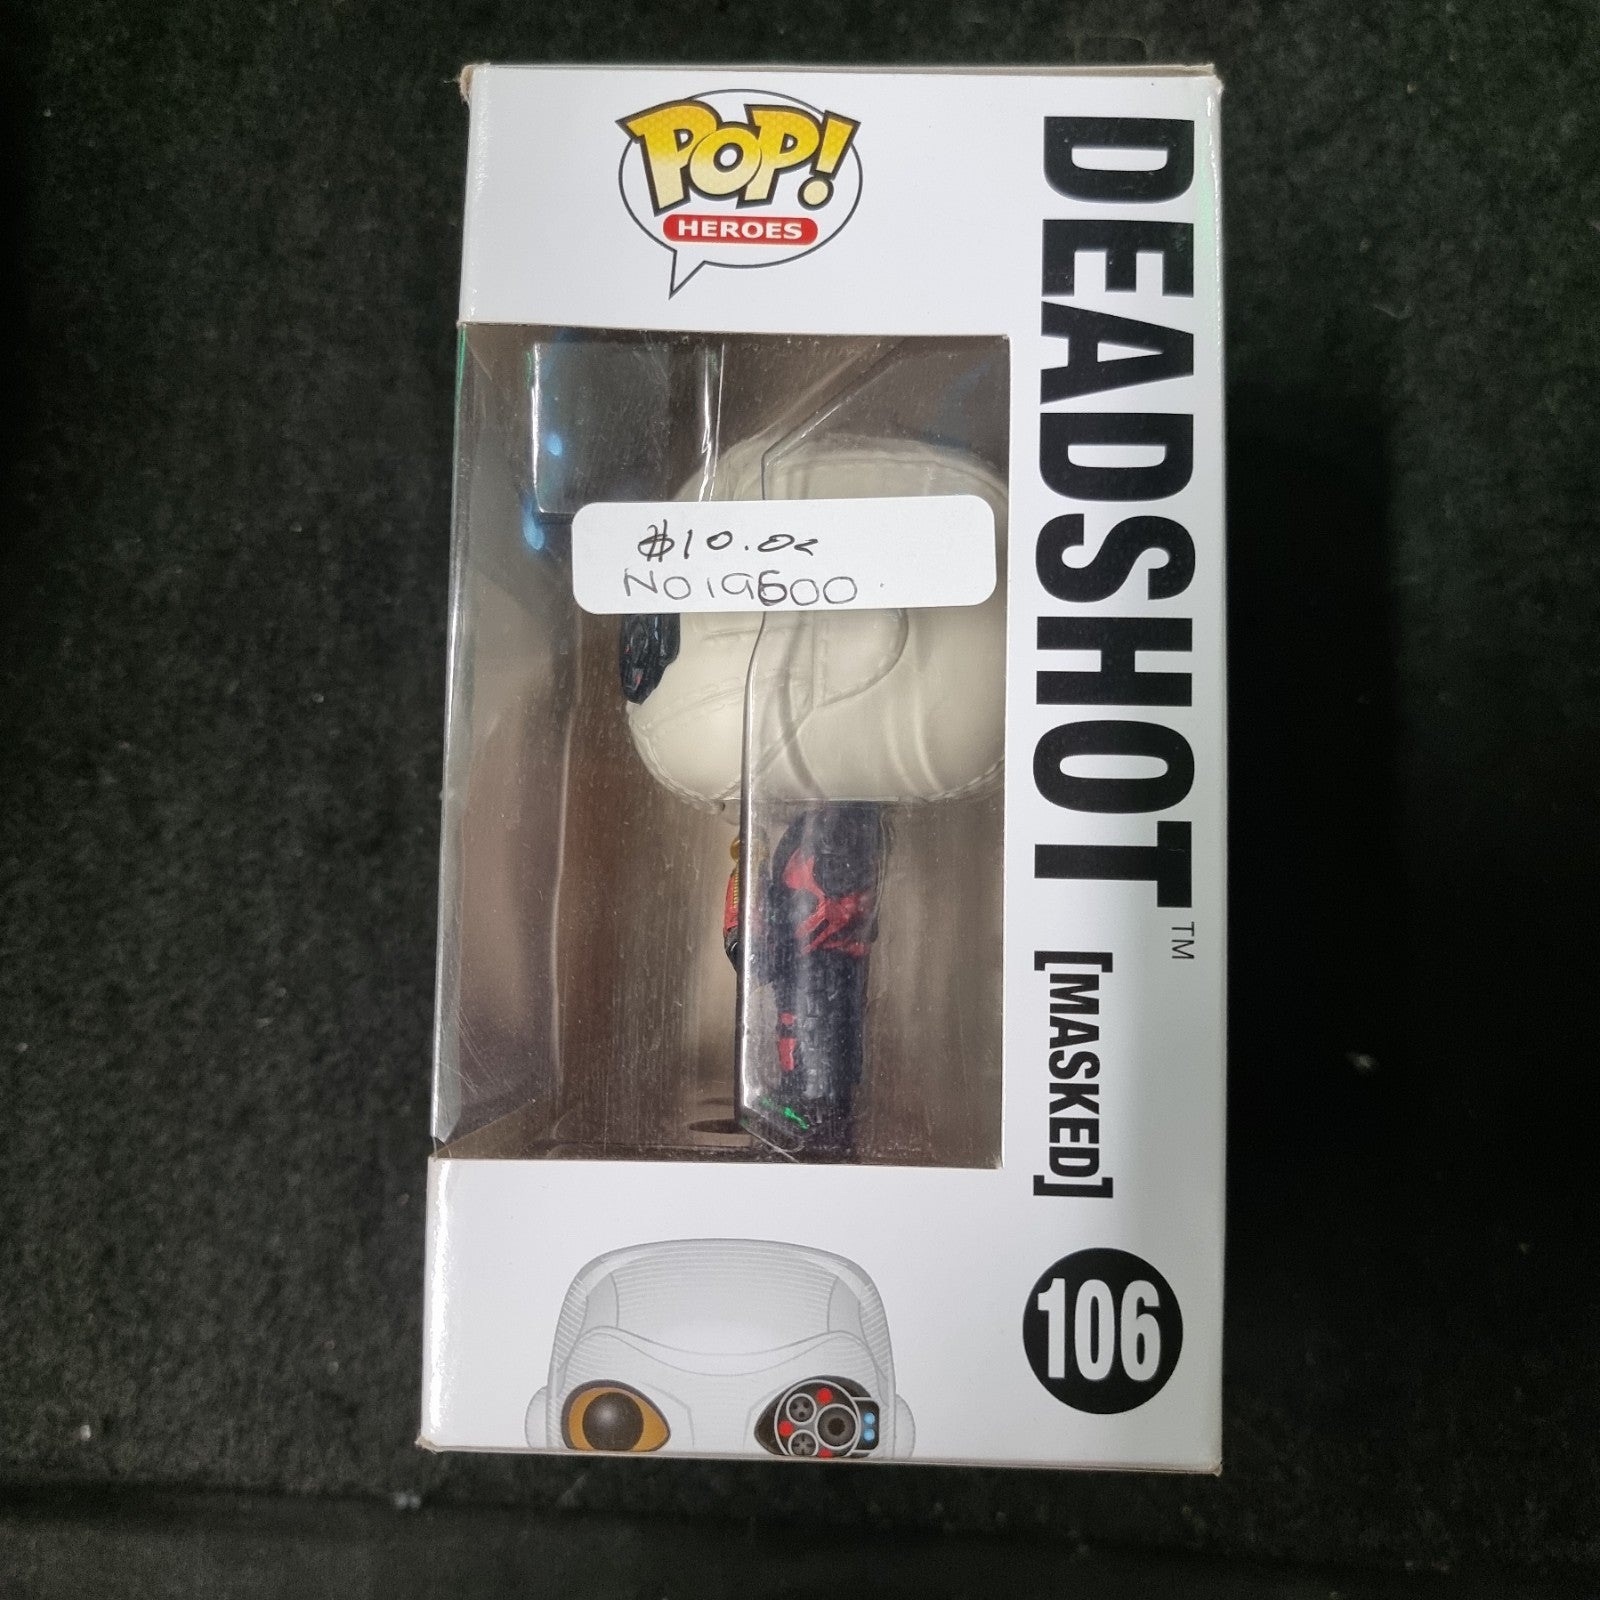 POP!
HEROES
$10.00
NO19600
DEADSHOT™ [MASKED]
106